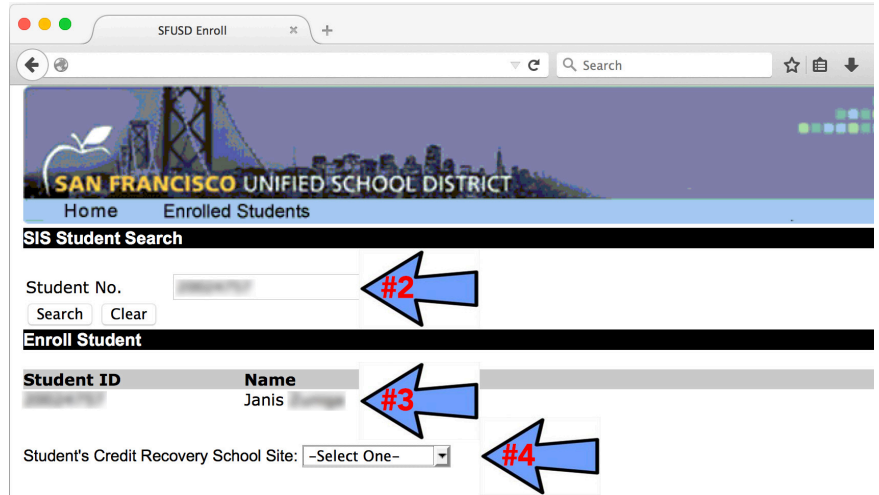 SFUSD Enroll
Search
SAN FRANCISCO UNIFIED SCHOOL DISTRICT
Home Enrolled Students
SIS Student Search
Student No.
#2
Search Clear
Enroll Student
Student ID Name
Janis
#3
Student's Credit Recovery School Site: -Select One-
#4